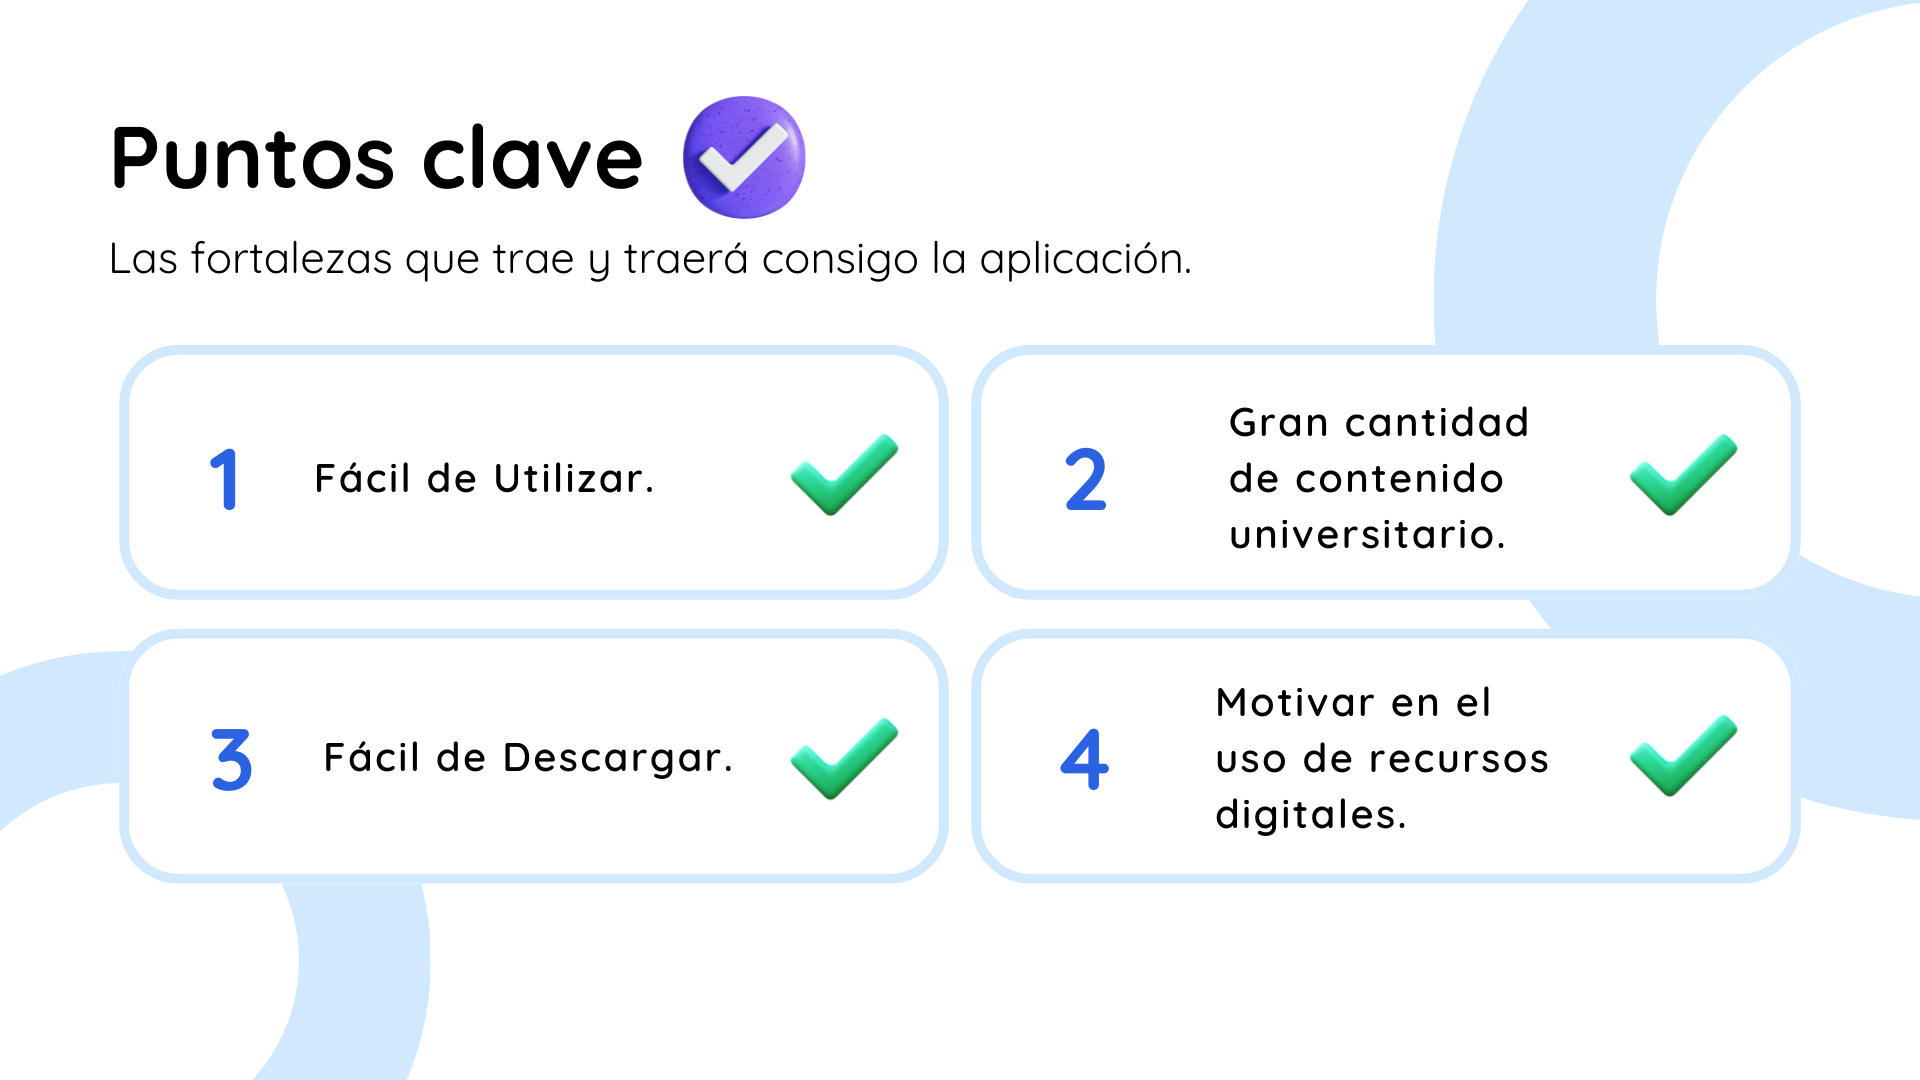 Puntos clave
Las fortalezas que trae y traerá consigo la aplicación.
1
Fácil de Utilizar.
2
Gran cantidad
de contenido
universitario.
3
Fácil de Descargar.
4
Motivar en el
uso de recursos
digitales.